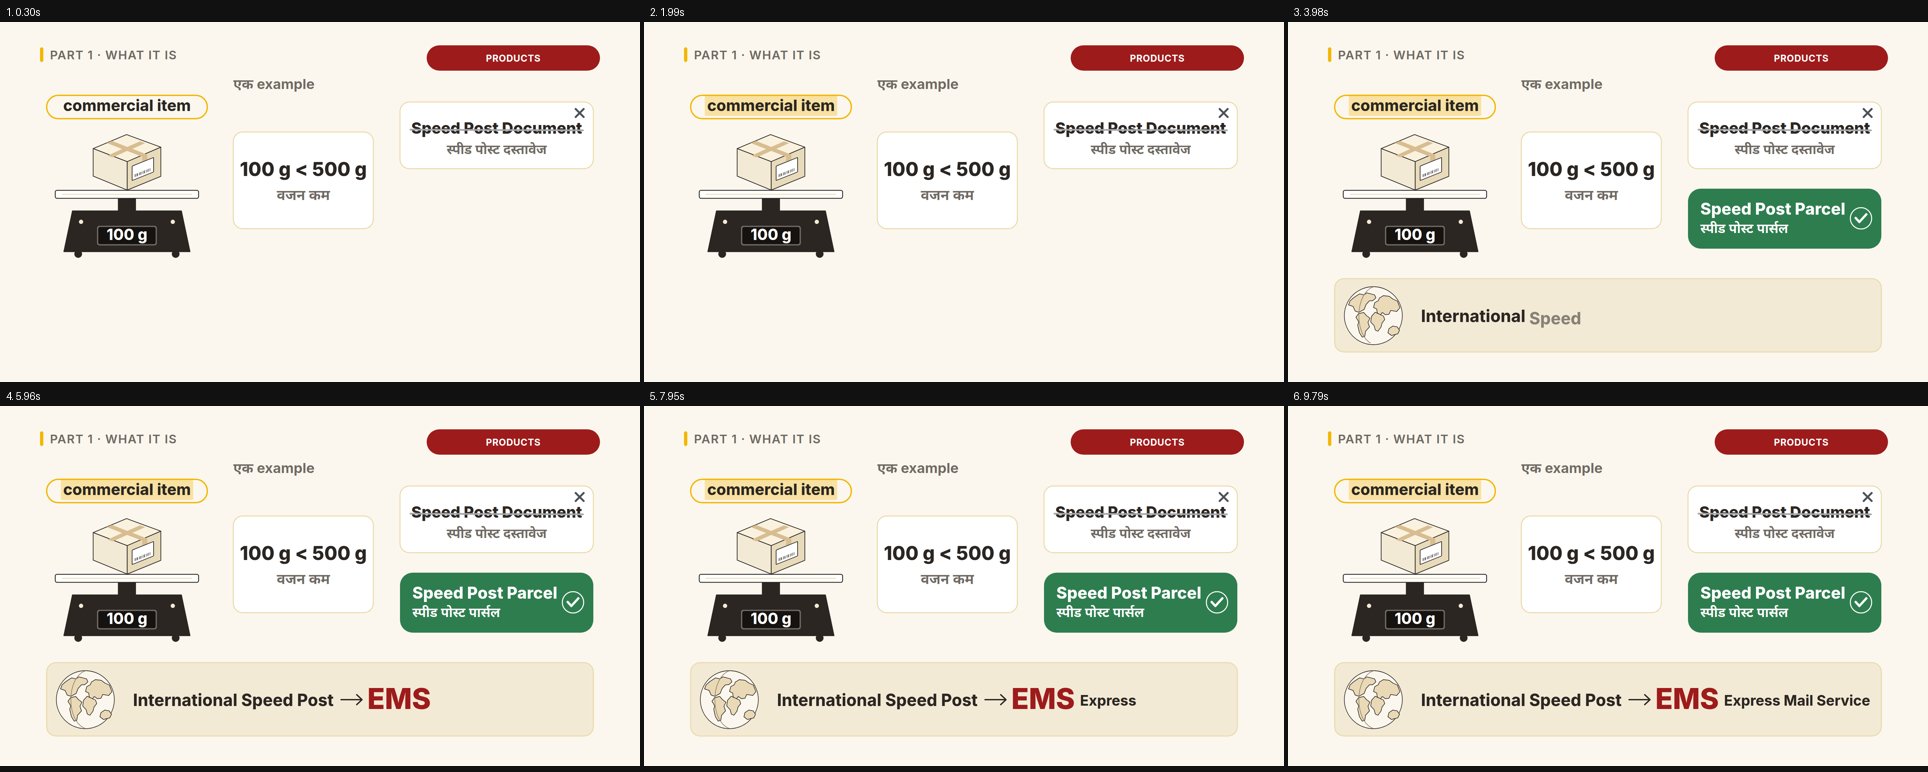 1. 0.30s
PART 1 · WHAT IT IS
PRODUCTS
एक example
commercial item
Speed Post Document
स्पीड पोस्ट दस्तावेज
100 g < 500 g
वजन कम
100 g
2. 1.99s
PART 1 · WHAT IT IS
PRODUCTS
एक example
commercial item
Speed Post Document
स्पीड पोस्ट दस्तावेज
100 g < 500 g
वजन कम
100 g
3. 3.98s
PART 1 · WHAT IT IS
PRODUCTS
एक example
commercial item
Speed Post Document
स्पीड पोस्ट दस्तावेज
100 g < 500 g
वजन कम
Speed Post Parcel
स्पीड पोस्ट पार्सल
100 g
International Speed
4. 5.96s
PART 1 · WHAT IT IS
PRODUCTS
एक example
commercial item
Speed Post Document
स्पीड पोस्ट दस्तावेज
100 g < 500 g
वजन कम
Speed Post Parcel
स्पीड पोस्ट पार्सल
100 g
International Speed Post → EMS
5. 7.95s
PART 1 · WHAT IT IS
PRODUCTS
एक example
commercial item
Speed Post Document
स्पीड पोस्ट दस्तावेज
100 g < 500 g
वजन कम
Speed Post Parcel
स्पीड पोस्ट पार्सल
100 g
International Speed Post → EMS Express
6. 9.79s
PART 1 · WHAT IT IS
PRODUCTS
एक example
commercial item
Speed Post Document
स्पीड पोस्ट दस्तावेज
100 g < 500 g
वजन कम
Speed Post Parcel
स्पीड पोस्ट पार्सल
100 g
International Speed Post → EMS Express Mail Service